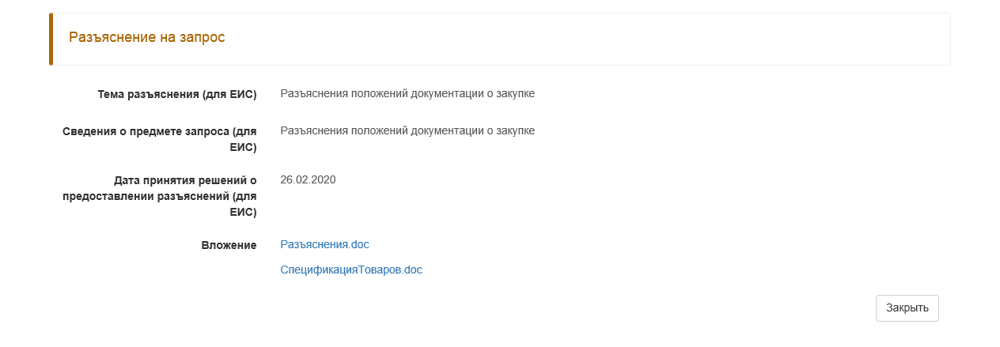 Разъяснение на запрос
Тема разъяснения (для ЕИС)
Разъяснения положений документации о закупке
Сведения о предмете запроса (для
ЕИС)
Разъяснения положений документации о закупке
Дата принятия решений о
предоставлении разъяснений (для
ЕИС)
26.02.2020
Вложение
Разъяснения.doc
СпецификацияТоваров.doc
Закрыть